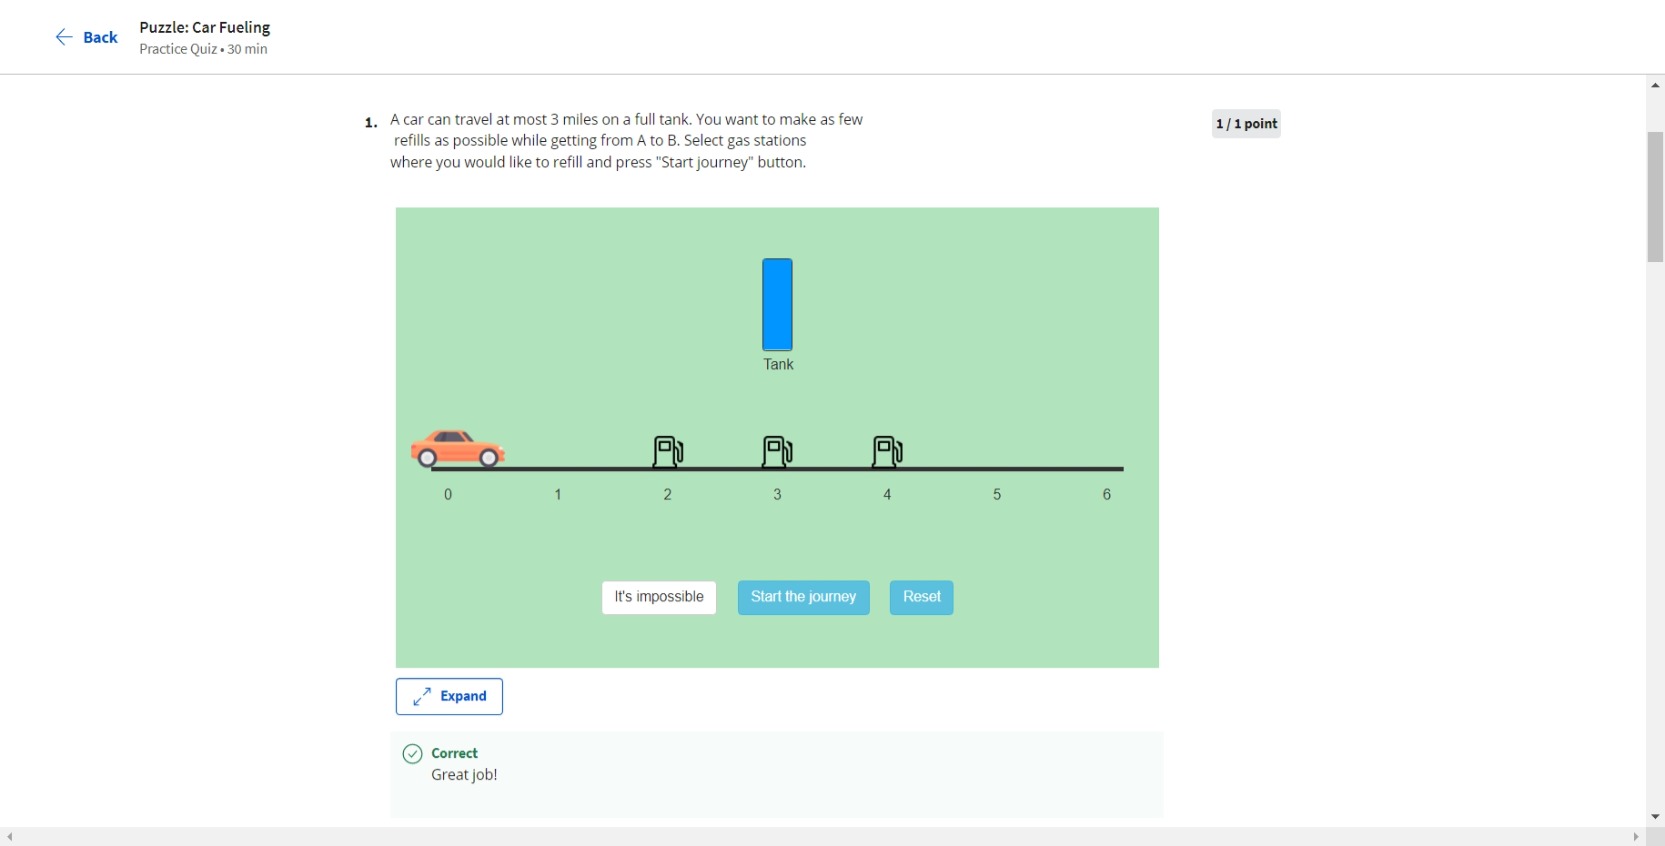 Back
Puzzle: Car Fueling
Practice Quiz • 30 min
1. A car can travel at most 3 miles on a full tank. You want to make as few
refills as possible while getting from A to B. Select gas stations
where you would like to refill and press "Start journey" button.
1 / 1 point
Tank
0 1 2 3 4 5 6
It's impossible Start the journey Reset
Expand
Correct
Great job!